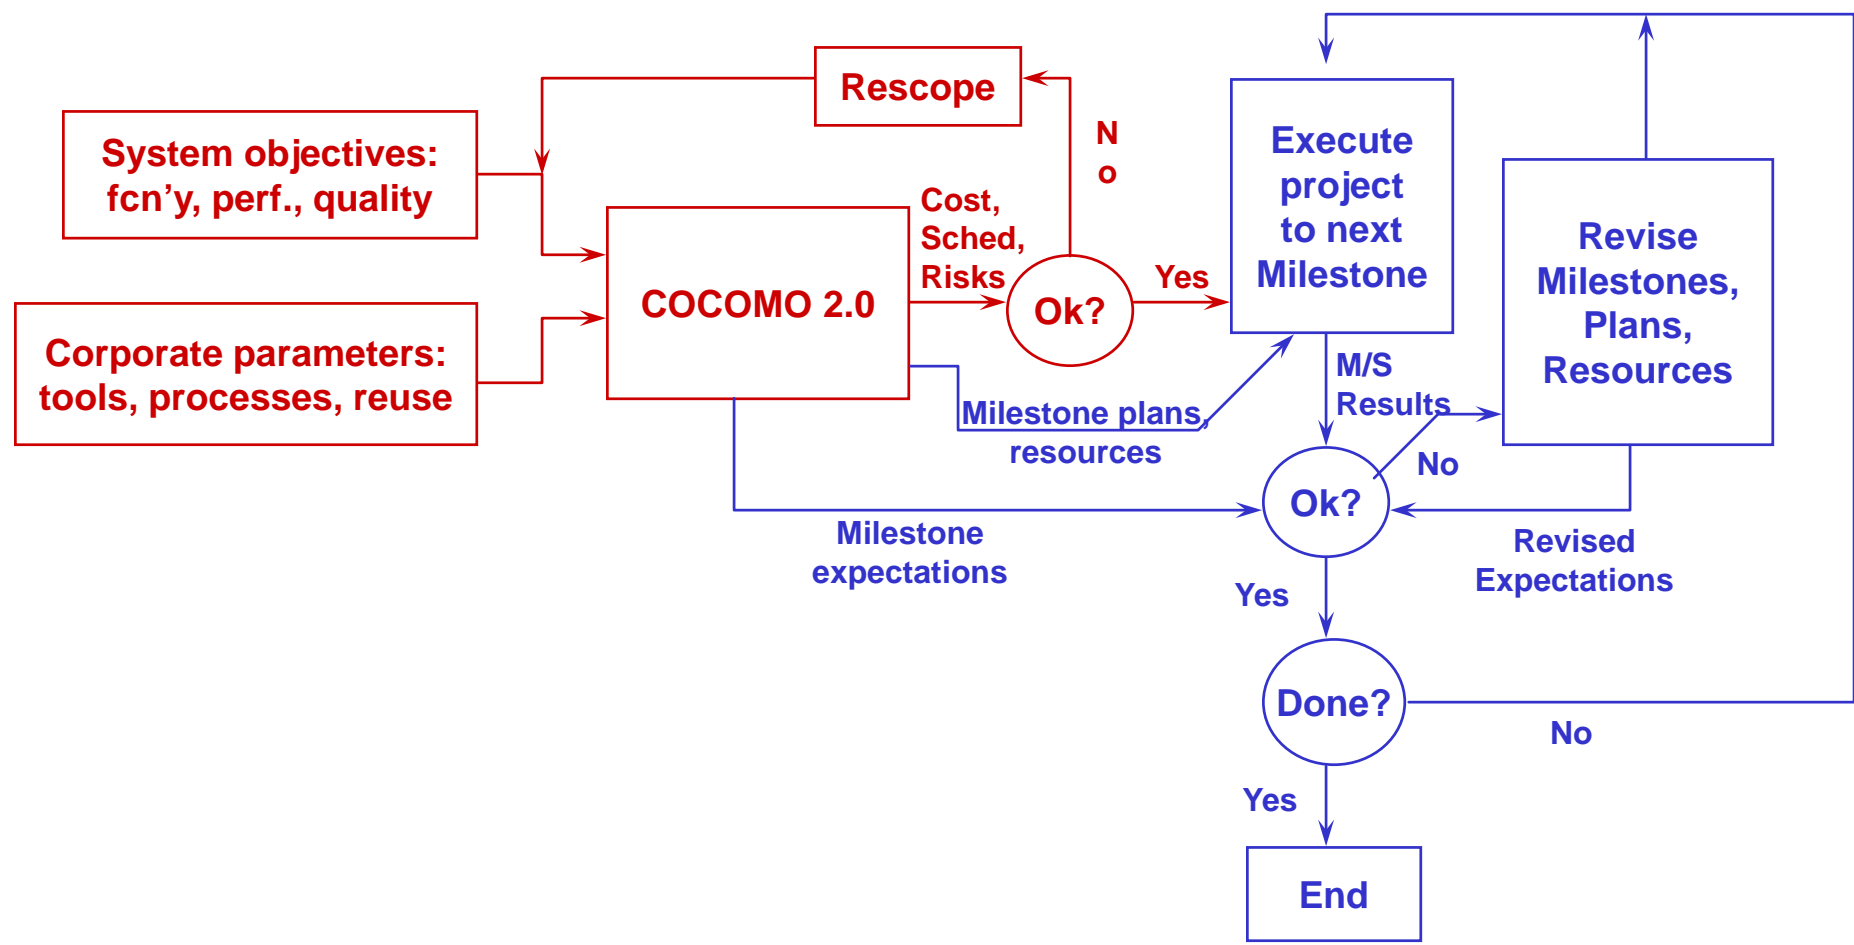 Rescope
System objectives:
fcn’y, perf., quality
N
o
Cost,
Sched,
Risks
COCOMO 2.0
Ok?
Yes
Corporate parameters:
tools, processes, reuse
Execute
project
to next
Milestone
Revise
Milestones,
Plans,
Resources
M/S
Results
Milestone plans,
resources
No
Ok?
Milestone
expectations
Revised
Expectations
Yes
Done?
No
Yes
End